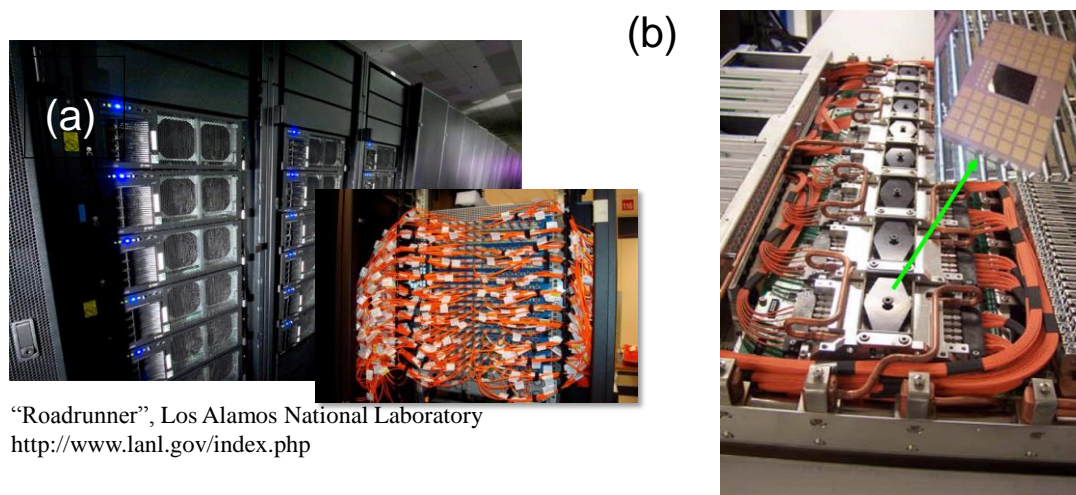 (a)
(b)
“Roadrunner”, Los Alamos National Laboratory
http://www.lanl.gov/index.php